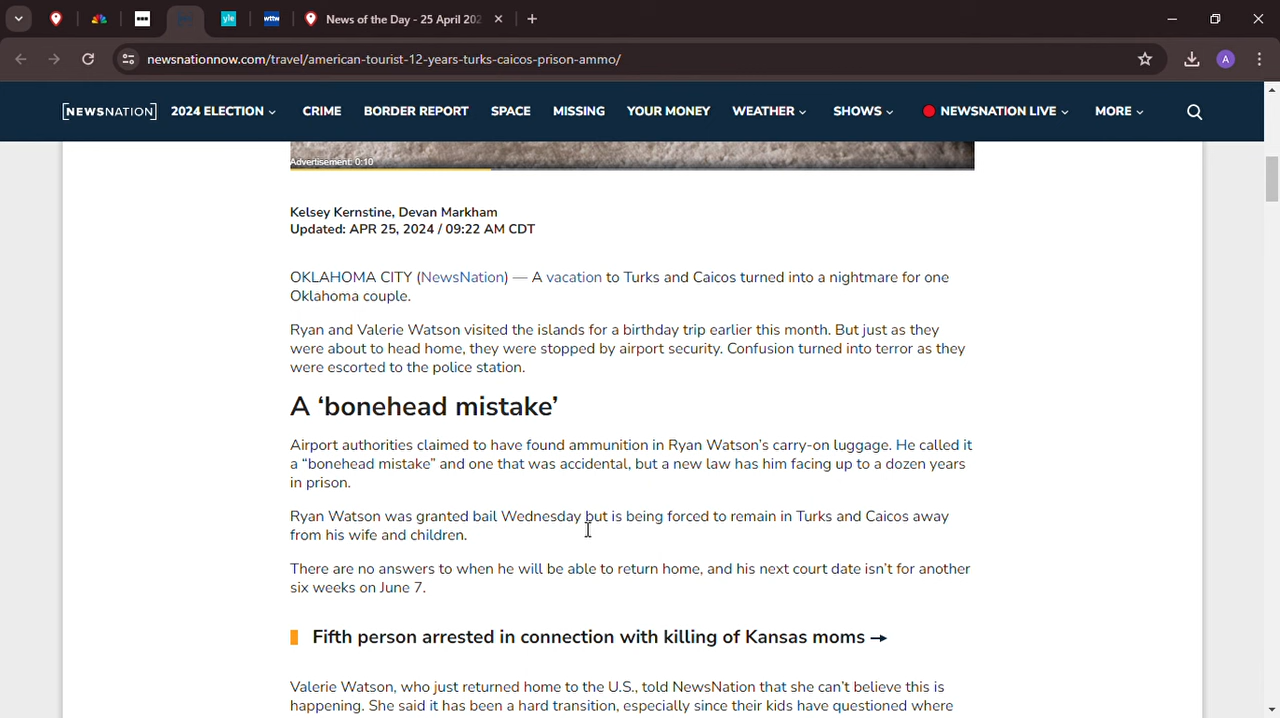 News of the Day - 25 April 202
newsnationnow.com/travel/american-tourist-12-years-turks-caicos-prison-ammo/
A
[NEWSNATION] 2024 ELECTION CRIME BORDER REPORT SPACE MISSING YOUR MONEY WEATHER SHOWS NEWSNATION LIVE MORE
Advertisement: 0:10
Kelsey Kernstine, Devan Markham
Updated: APR 25, 2024 / 09:22 AM CDT
OKLAHOMA CITY (NewsNation) — A vacation to Turks and Caicos turned into a nightmare for one
Oklahoma couple.
Ryan and Valerie Watson visited the islands for a birthday trip earlier this month. But just as they
were about to head home, they were stopped by airport security. Confusion turned into terror as they
were escorted to the police station.
A ‘bonehead mistake’
Airport authorities claimed to have found ammunition in Ryan Watson’s carry-on luggage. He called it
a “bonehead mistake” and one that was accidental, but a new law has him facing up to a dozen years
in prison.
Ryan Watson was granted bail Wednesday but is being forced to remain in Turks and Caicos away
from his wife and children.
There are no answers to when he will be able to return home, and his next court date isn’t for another
six weeks on June 7.
Fifth person arrested in connection with killing of Kansas moms →
Valerie Watson, who just returned home to the U.S., told NewsNation that she can’t believe this is
happening. She said it has been a hard transition, especially since their kids have questioned where